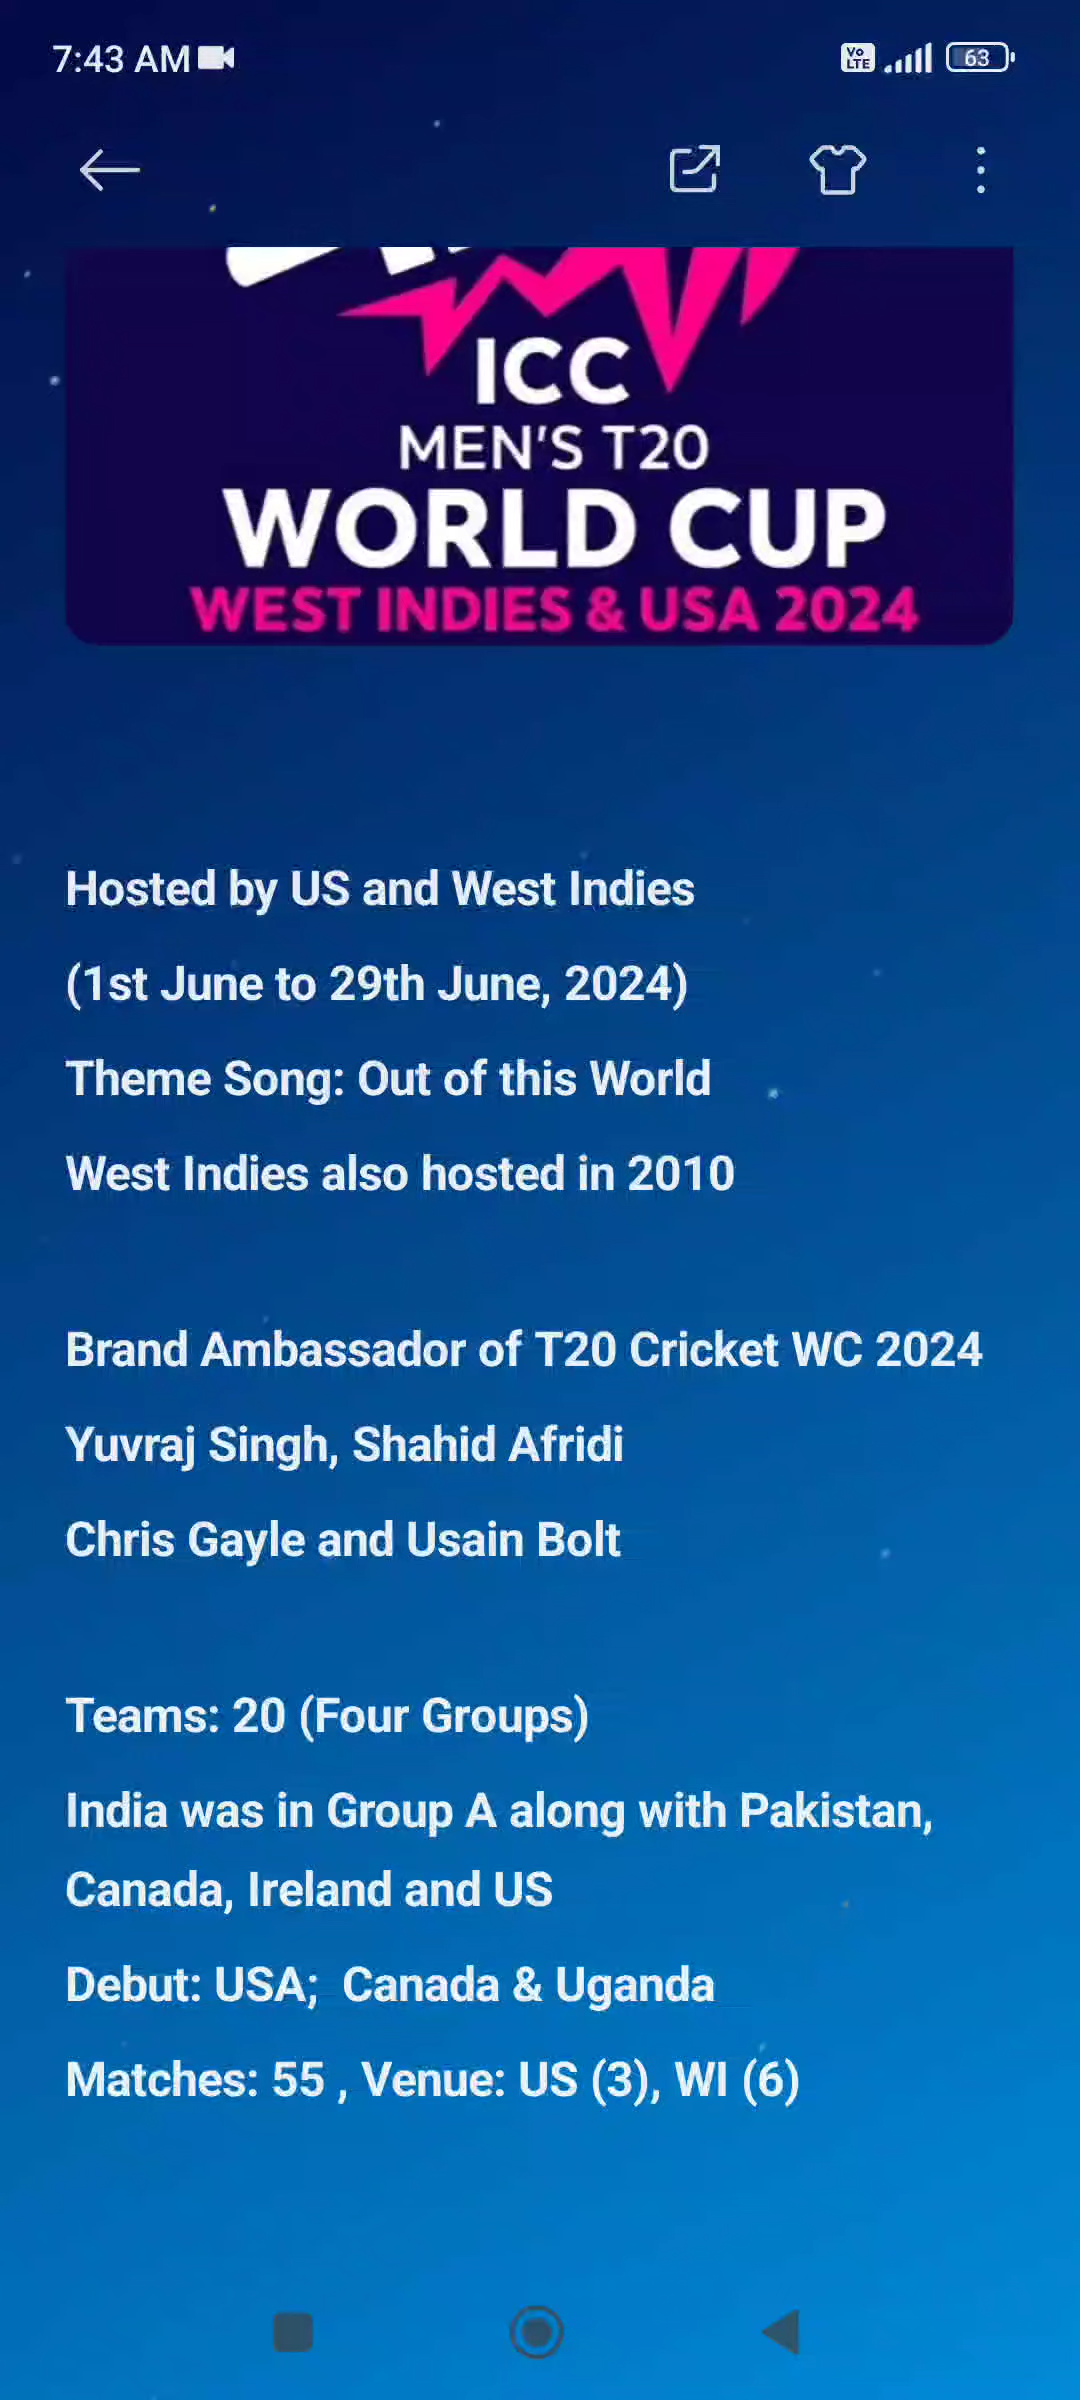 7:43 AM
Vo LTE
63
ICC
MEN'S T20
WORLD CUP
WEST INDIES & USA 2024
Hosted by US and West Indies
(1st June to 29th June, 2024)
Theme Song: Out of this World
West Indies also hosted in 2010
Brand Ambassador of T20 Cricket WC 2024
Yuvraj Singh, Shahid Afridi
Chris Gayle and Usain Bolt
Teams: 20 (Four Groups)
India was in Group A along with Pakistan,
Canada, Ireland and US
Debut: USA;  Canada & Uganda
Matches: 55 , Venue: US (3), WI (6)